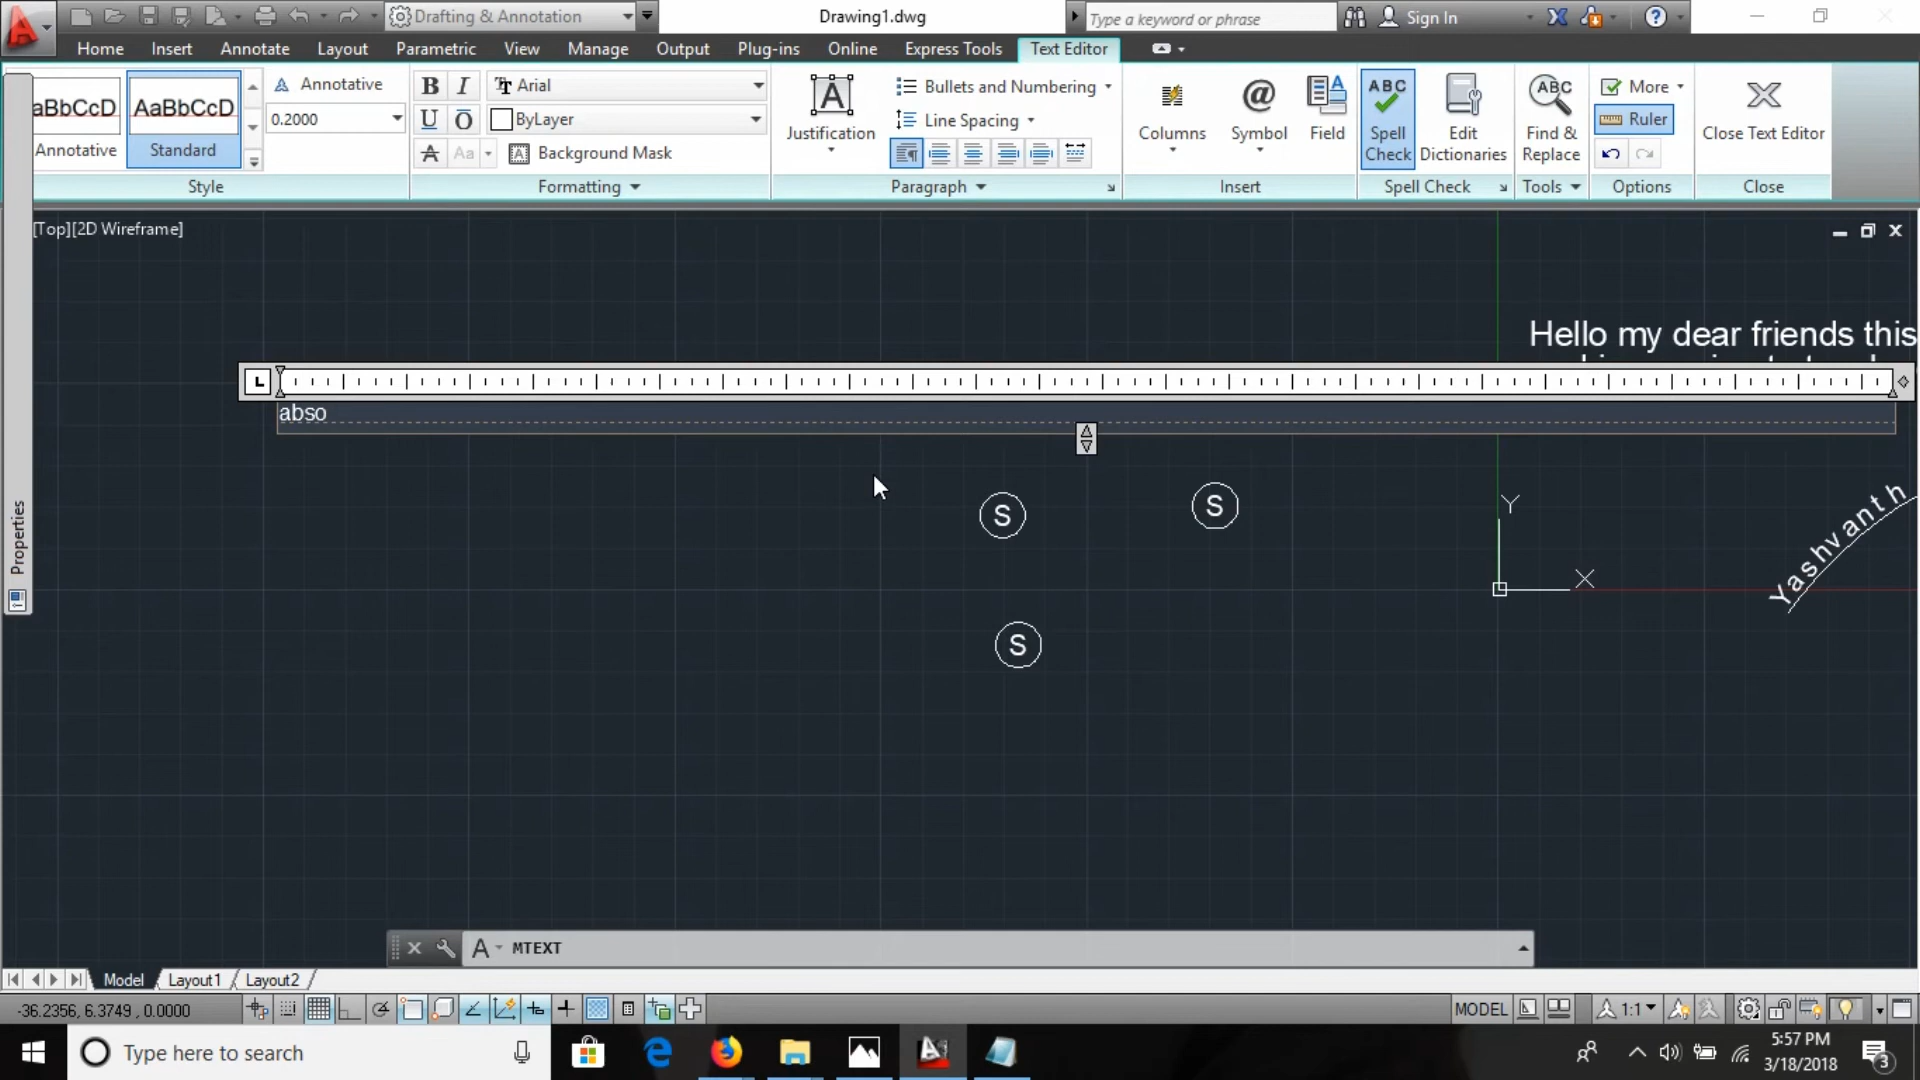 Drafting & Annotation
Drawing1.dwg
Type a keyword or phrase
Sign In
Home
Insert
Annotate
Layout
Parametric
View
Manage
Output
Plug-ins
Online
Express Tools
Text Editor
aBbCcD
AaBbCcD
Annotative
B
I
Arial
A
Bullets and Numbering
@
A
ABC
ABC
More
0.2000
U
O
ByLayer
Line Spacing
Ruler
Annotative
Standard
A
Aa
Background Mask
Justification
Columns
Symbol
Field
Spell Check
Edit Dictionaries
Find & Replace
Close Text Editor
Style
Formatting
Paragraph
Insert
Spell Check
Tools
Options
Close
[Top][2D Wireframe]
Hello my dear friends this
L
abso
S
S
S
Y
X
Yashvanth
Properties
A
MTEXT
Model
Layout1
Layout2
-36.2356, 6.3749 , 0.0000
MODEL
1:1
Type here to search
5:57 PM
3/18/2018
3